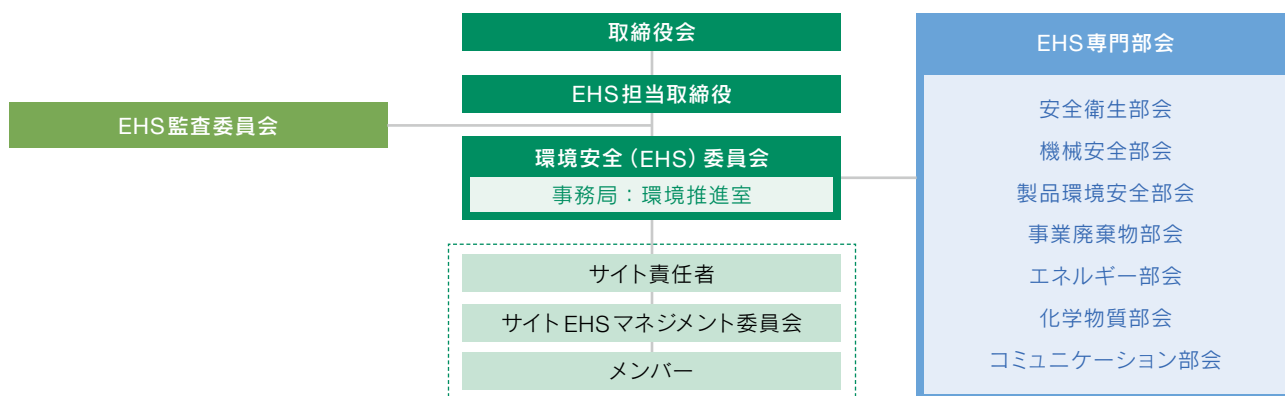 取締役会
EHS担当取締役
EHS監査委員会
環境安全（EHS）委員会
事務局：環境推進室
サイト責任者
サイトEHSマネジメント委員会
メンバー
EHS専門部会
安全衛生部会
機械安全部会
製品環境安全部会
事業廃棄物部会
エネルギー部会
化学物質部会
コミュニケーション部会